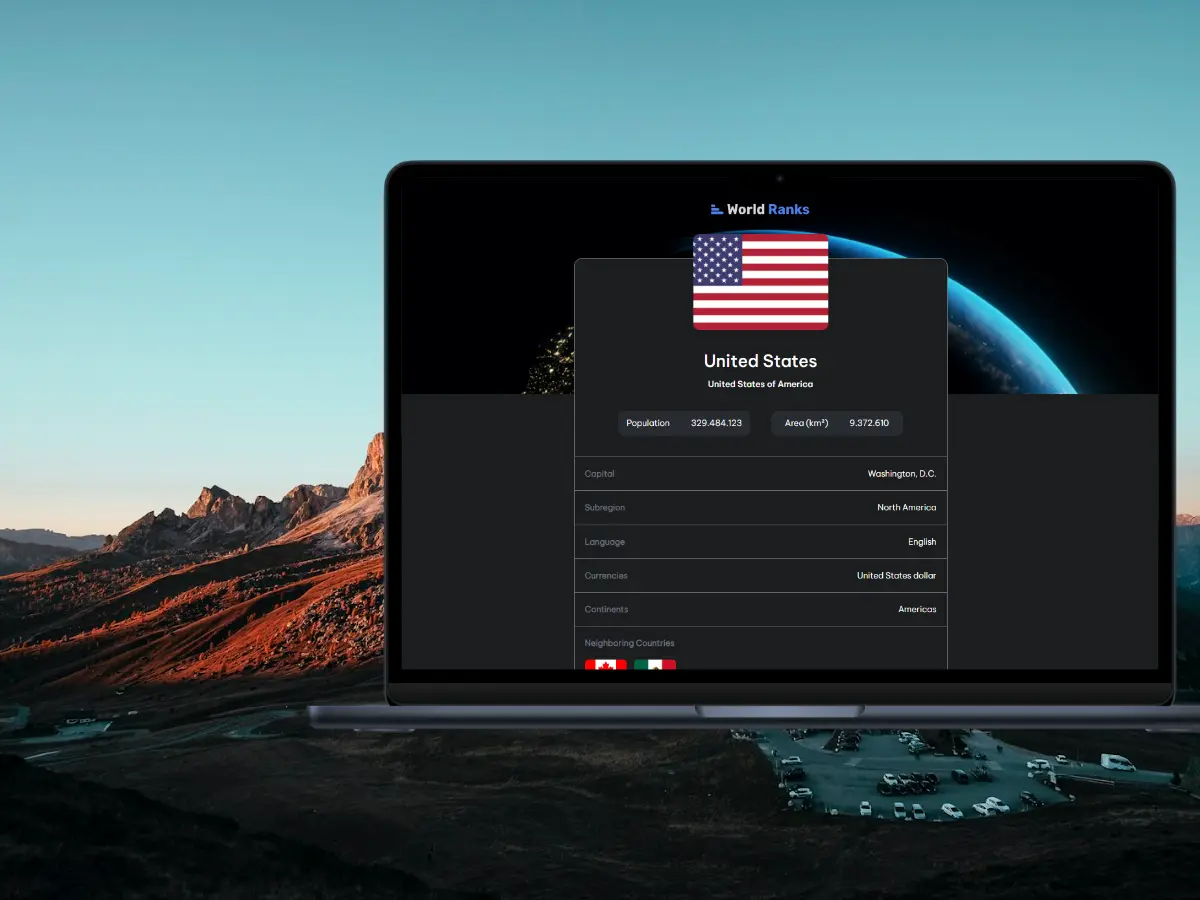 World Ranks
United States
United States of America
Population 329.484.123 Area (km²) 9.372.610
Capital Washington, D.C.
Subregion North America
Language English
Currencies United States dollar
Continents Americas
Neighboring Countries